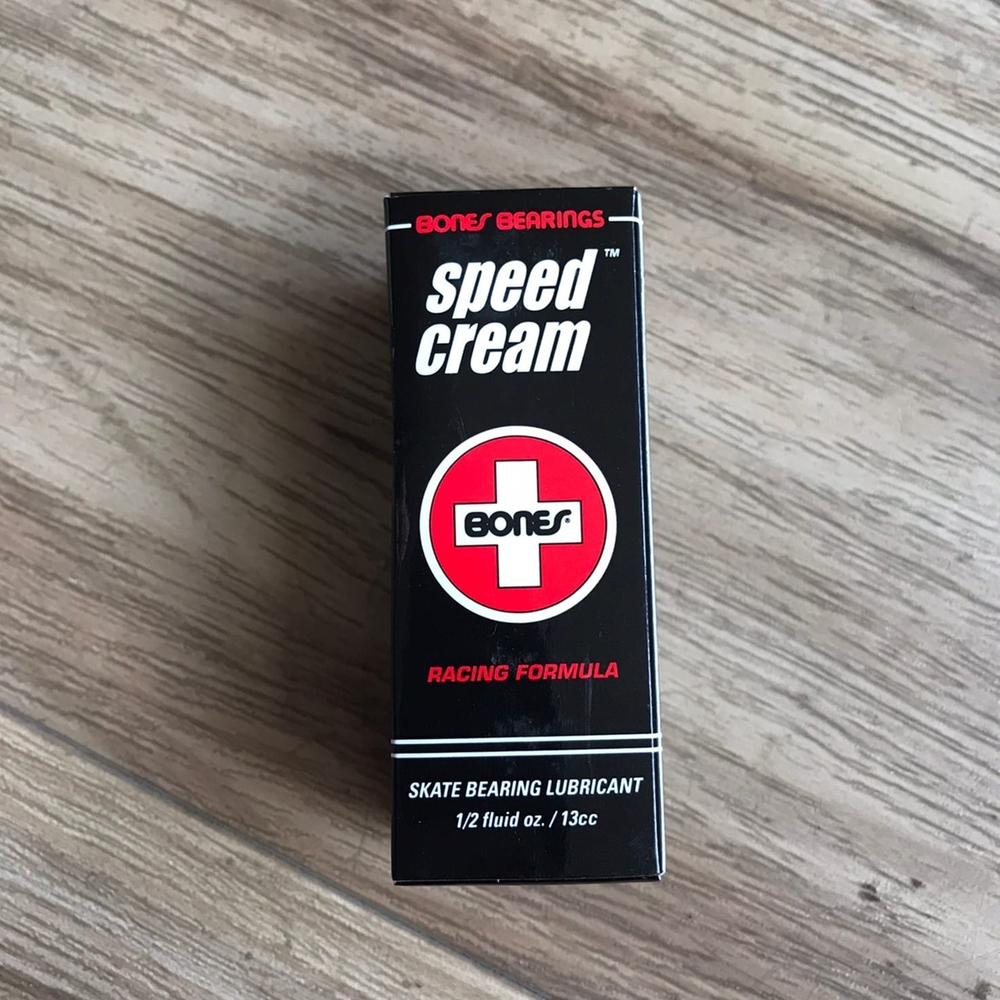 BONES BEARINGS
speed™
cream
BONES®
RACING FORMULA
SKATE BEARING LUBRICANT
1/2 fluid oz. / 13cc